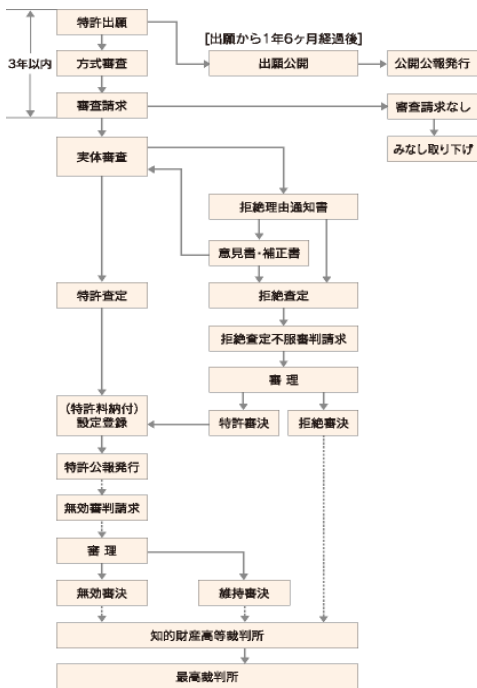 特許出願
[出願から1年6ヶ月経過後]
3年以内
方式審査
出願公開
公開公報発行
審査請求
審査請求なし
みなし取り下げ
実体審査
拒絶理由通知書
意見書・補正書
特許査定
拒絶査定
拒絶査定不服審判請求
審 理
(特許料納付)
設定登録
特許審決
拒絶審決
特許公報発行
無効審判請求
審 理
無効審決
維持審決
知的財産高等裁判所
最高裁判所